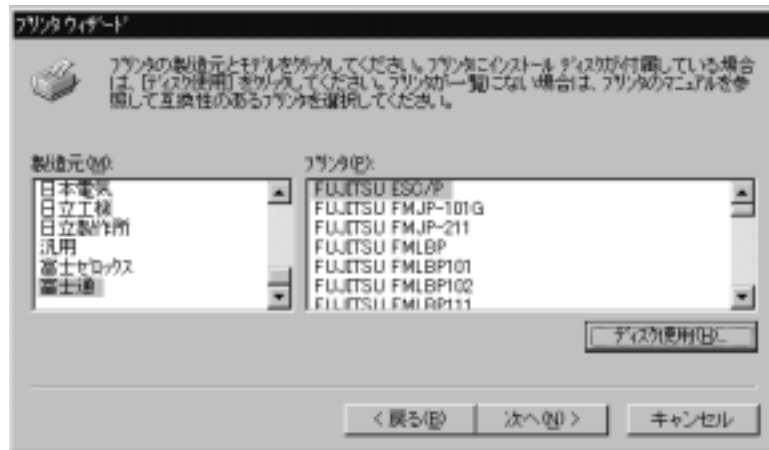 プリンタ ウィザード
プリンタの製造元とモデルをクリックしてください。プリンタにインストール ディスクが付属している場合
は、[ディスク使用] をクリックしてください。プリンタが一覧にない場合は、プリンタのマニュアルを参
照して互換性のあるプリンタを選択してください。
製造元(M):
日本電気
日立工機
日立製作所
汎用
富士ゼロックス
富士通
プリンタ(P):
FUJITSU ESC/P
FUJITSU FMJP-101G
FUJITSU FMJP-211
FUJITSU FMLBP
FUJITSU FMLBP101
FUJITSU FMLBP102
FUJITSU FMLBP111
ディスク使用(H)...
< 戻る(B)
次へ(N) >
キャンセル